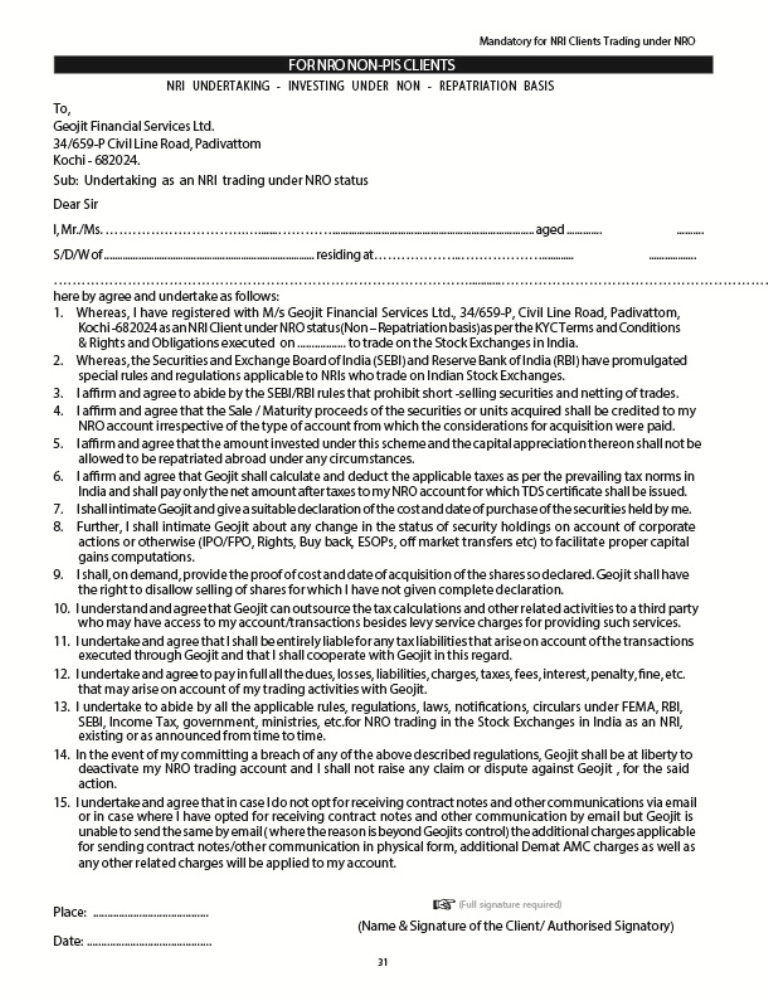 Mandatory for NRI Clients Trading under NRO
FOR NRO NON-PIS CLIENTS
NRI UNDERTAKING - INVESTING UNDER NON - REPATRIATION BASIS
To,
Geojit Financial Services Ltd.
34/659-P Civil Line Road, Padivattom
Kochi - 682024.
Sub: Undertaking as an NRI trading under NRO status
Dear Sir
I, Mr./Ms. ............................................................ aged ............ ..........
S/D/W of ............................................................ residing at............................................................ .................
............................................................
here by agree and undertake as follows:
1. Whereas, I have registered with M/s Geojit Financial Services Ltd., 34/659-P, Civil Line Road, Padivattom,
Kochi -682024 as an NRI Client under NRO status (Non – Repatriation basis) as per the KYC Terms and Conditions
& Rights and Obligations executed on ................. to trade on the Stock Exchanges in India.
2. Whereas, the Securities and Exchange Board of India (SEBI) and Reserve Bank of India (RBI) have promulgated
special rules and regulations applicable to NRIs who trade on Indian Stock Exchanges.
3. I affirm and agree to abide by the SEBI/RBI rules that prohibit short -selling securities and netting of trades.
4. I affirm and agree that the Sale / Maturity proceeds of the securities or units acquired shall be credited to my
NRO account irrespective of the type of account from which the considerations for acquisition were paid.
5. I affirm and agree that the amount invested under this scheme and the capital appreciation thereon shall not be
allowed to be repatriated abroad under any circumstances.
6. I affirm and agree that Geojit shall calculate and deduct the applicable taxes as per the prevailing tax norms in
India and shall pay only the net amount after taxes to my NRO account for which TDS certificate shall be issued.
7. I shall intimate Geojit and give a suitable declaration of the cost and date of purchase of the securities held by me.
8. Further, I shall intimate Geojit about any change in the status of security holdings on account of corporate
actions or otherwise (IPO/FPO, Rights, Buy back, ESOPs, off market transfers etc) to facilitate proper capital
gains computations.
9. I shall, on demand, provide the proof of cost and date of acquisition of the shares so declared. Geojit shall have
the right to disallow selling of shares for which I have not given complete declaration.
10. I understand and agree that Geojit can outsource the tax calculations and other related activities to a third party
who may have access to my account/transactions besides levy service charges for providing such services.
11. I undertake and agree that I shall be entirely liable for any tax liabilities that arise on account of the transactions
executed through Geojit and that I shall cooperate with Geojit in this regard.
12. I undertake and agree to pay in full all the dues, losses, liabilities, charges, taxes, fees, interest, penalty, fine, etc.
that may arise on account of my trading activities with Geojit.
13. I undertake to abide by all the applicable rules, regulations, laws, notifications, circulars under FEMA, RBI,
SEBI, Income Tax, government, ministries, etc.for NRO trading in the Stock Exchanges in India as an NRI,
existing or as announced from time to time.
14. In the event of my committing a breach of any of the above described regulations, Geojit shall be at liberty to
deactivate my NRO trading account and I shall not raise any claim or dispute against Geojit , for the said
action.
15. I undertake and agree that in case I do not opt for receiving contract notes and other communications via email
or in case where I have opted for receiving contract notes and other communication by email but Geojit is
unable to send the same by email ( where the reason is beyond Geojits control) the additional charges applicable
for sending contract notes/other communication in physical form, additional Demat AMC charges as well as
any other related charges will be applied to my account.
Place: ........................................
(Full signature required)
(Name & Signature of the Client/ Authorised Signatory)
Date: ...........................................
31